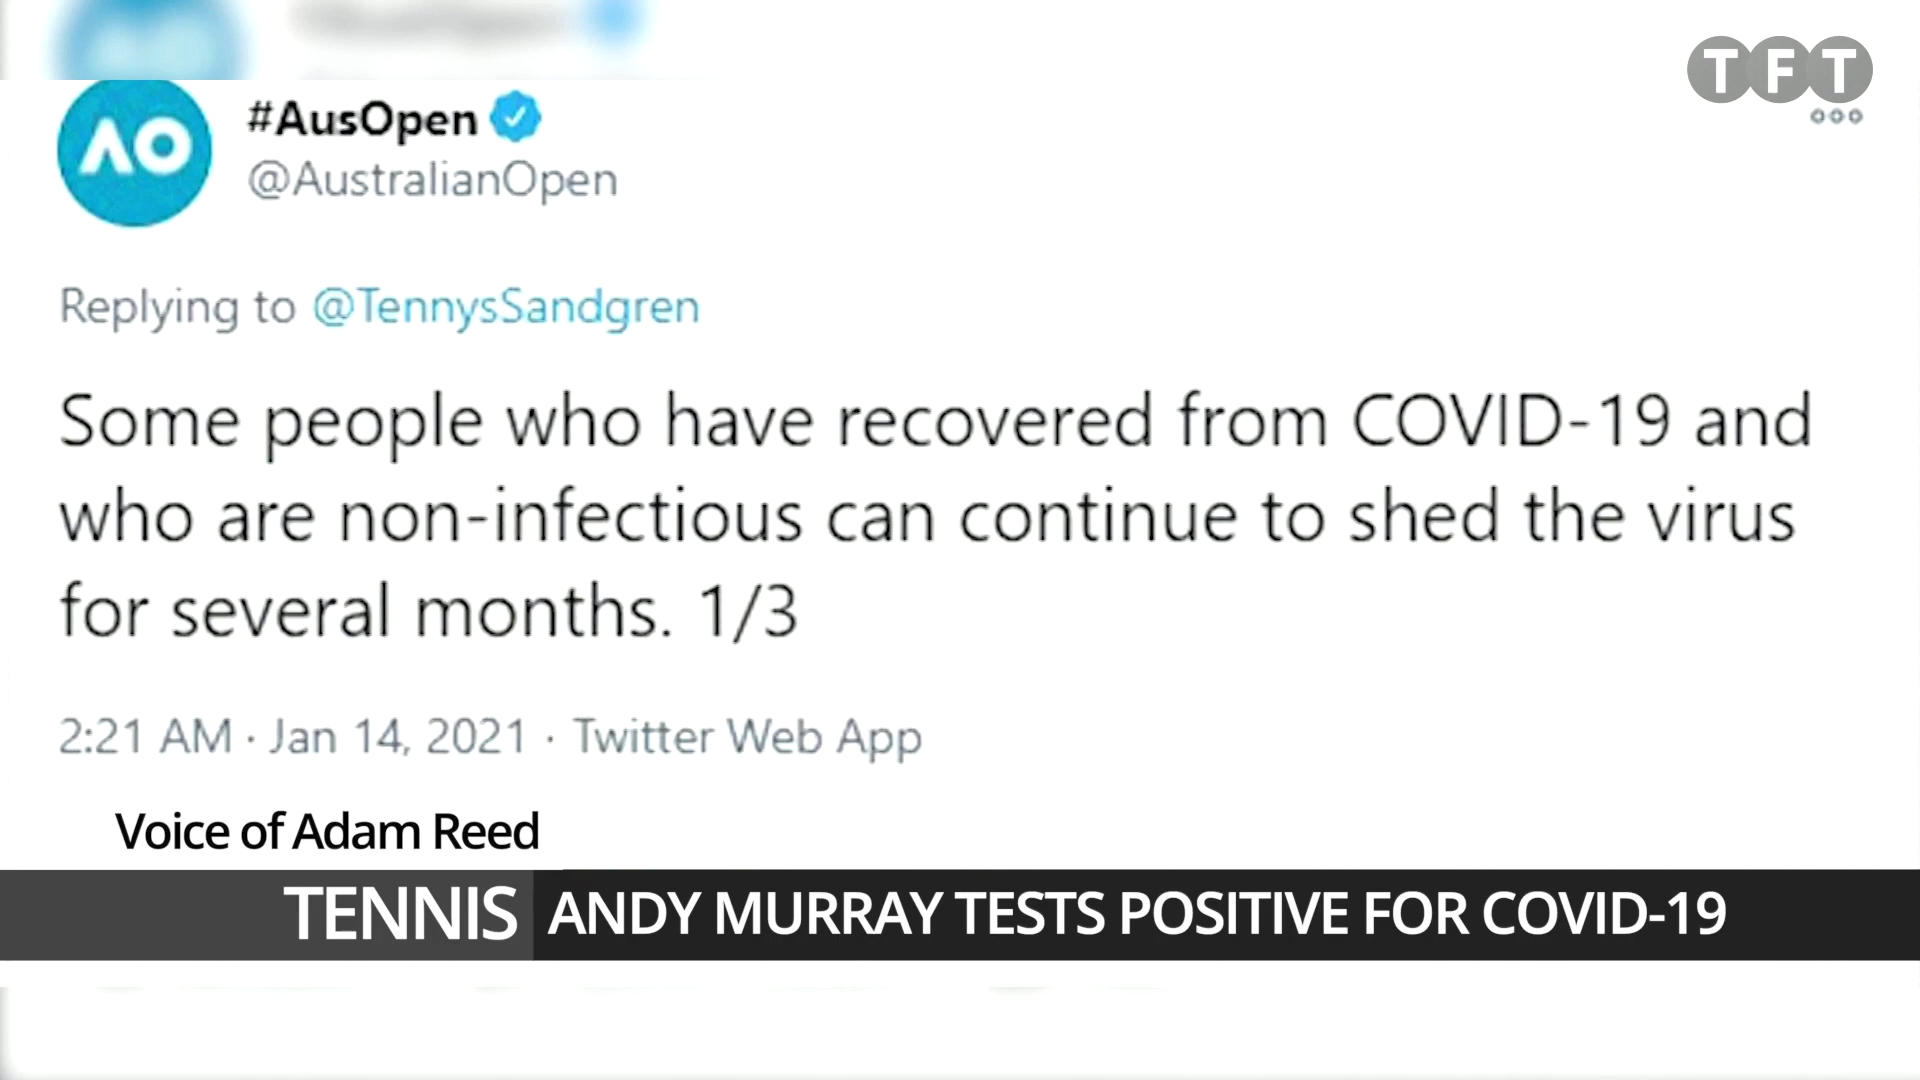 TFT
AO
#AusOpen
@AustralianOpen
Replying to @TennysSandgren
Some people who have recovered from COVID-19 and
who are non-infectious can continue to shed the virus
for several months. 1/3
2:21 AM · Jan 14, 2021 · Twitter Web App
Voice of Adam Reed
TENNIS ANDY MURRAY TESTS POSITIVE FOR COVID-19